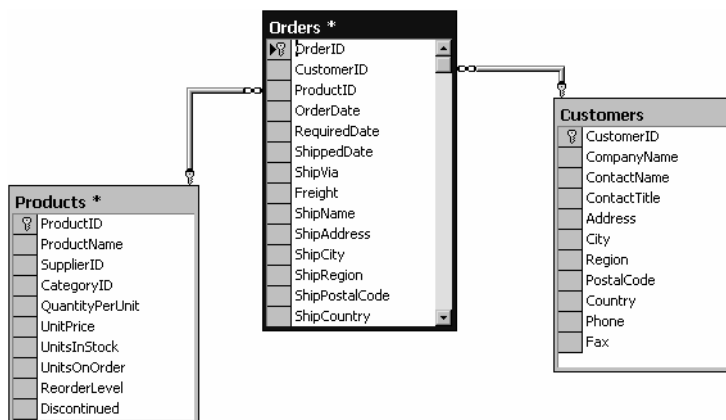 Orders *
OrderID
CustomerID
ProductID
OrderDate
RequiredDate
ShippedDate
ShipVia
Freight
ShipName
ShipAddress
ShipCity
ShipRegion
ShipPostalCode
ShipCountry
Customers
CustomerID
CompanyName
ContactName
ContactTitle
Address
City
Region
PostalCode
Country
Phone
Fax
Products *
ProductID
ProductName
SupplierID
CategoryID
QuantityPerUnit
UnitPrice
UnitsInStock
UnitsOnOrder
ReorderLevel
Discontinued